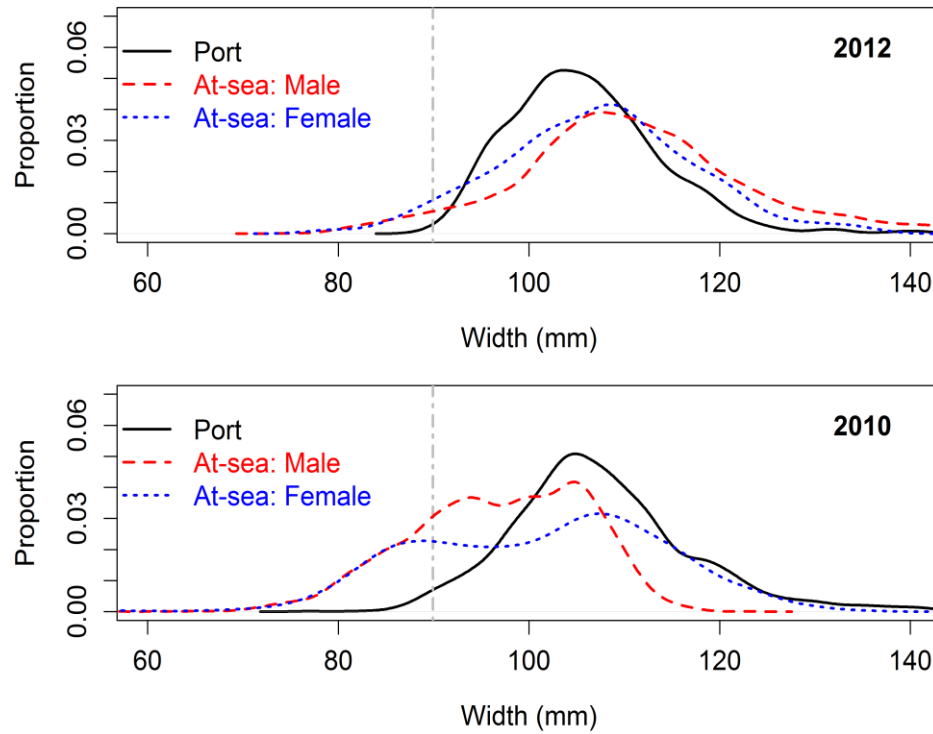 2012
Port
At-sea: Male
At-sea: Female
Proportion
0.06
0.03
0.00
60 80 100 120 140
Width (mm)
2010
Port
At-sea: Male
At-sea: Female
Proportion
0.06
0.03
0.00
60 80 100 120 140
Width (mm)